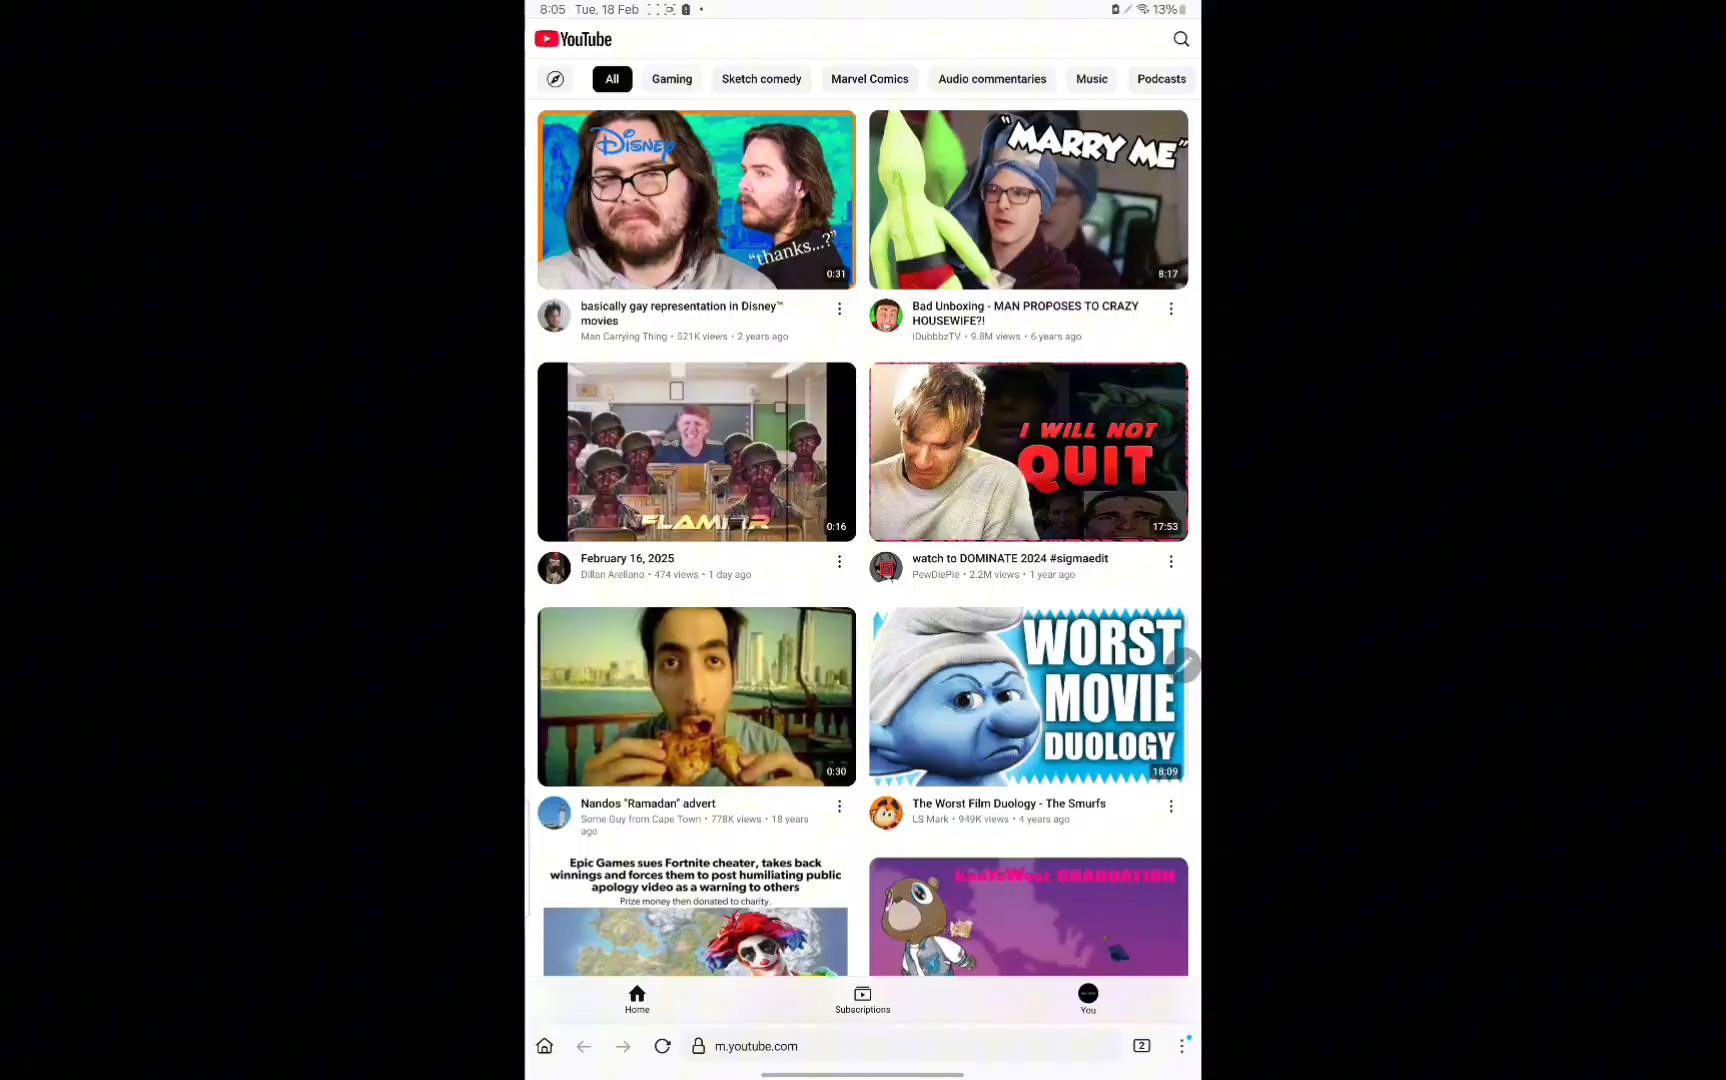 8:05 Tue, 18 Feb
13%
YouTube
All Gaming Sketch comedy Marvel Comics Audio commentaries Music Podcasts
Disney
"thanks...?"
0:31
basically gay representation in Disney™
movies
Man Carrying Thing • 521K views • 2 years ago
"MARRY ME"
8:17
Bad Unboxing - MAN PROPOSES TO CRAZY
HOUSEWIFE?!
iDubbbzTV • 9.8M views • 6 years ago
0:16
February 16, 2025
Dillan Arellano • 474 views • 1 day ago
I WILL NOT
QUIT
17:53
watch to DOMINATE 2024 #sigmaedit
PewDiePie • 2.2M views • 1 year ago
0:30
Nandos "Ramadan" advert
Some Guy from Cape Town • 778K views • 18 years
ago
WORST
MOVIE
DUOLOGY
18:09
The Worst Film Duology - The Smurfs
LS Mark • 949K views • 4 years ago
Epic Games sues Fortnite cheater, takes back
winnings and forces them to post humiliating public
apology video as a warning to others
Prize money then donated to charity.
GRADUATION
Home
Subscriptions
You
m.youtube.com
2